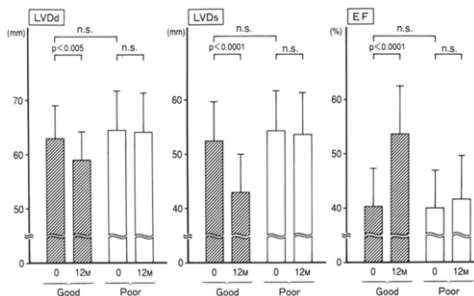 LVDd
(mm)
n.s.
p<0.005
n.s.
70
60
50
0
0 12M 0 12M
Good Poor
LVDs
(mm)
n.s.
p<0.0001
n.s.
60
50
40
0
0 12M 0 12M
Good Poor
EF
(%)
n.s.
p<0.0001
n.s.
60
50
40
0
0 12M 0 12M
Good Poor